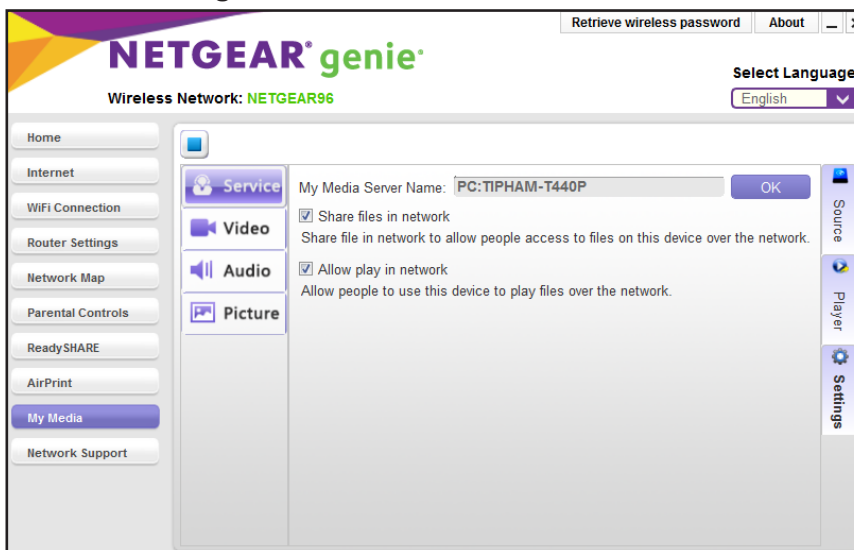 Retrieve wireless password About
NETGEAR® genie®
Select Language
Wireless Network: NETGEAR96
English
Home
Internet
WiFi Connection
Router Settings
Network Map
Parental Controls
ReadySHARE
AirPrint
My Media
Network Support
Service
Video
Audio
Picture
My Media Server Name: PC:TIPHAM-T440P OK
Share files in network
Share file in network to allow people access to files on this device over the network.
Allow play in network
Allow people to use this device to play files over the network.
Source
Player
Settings